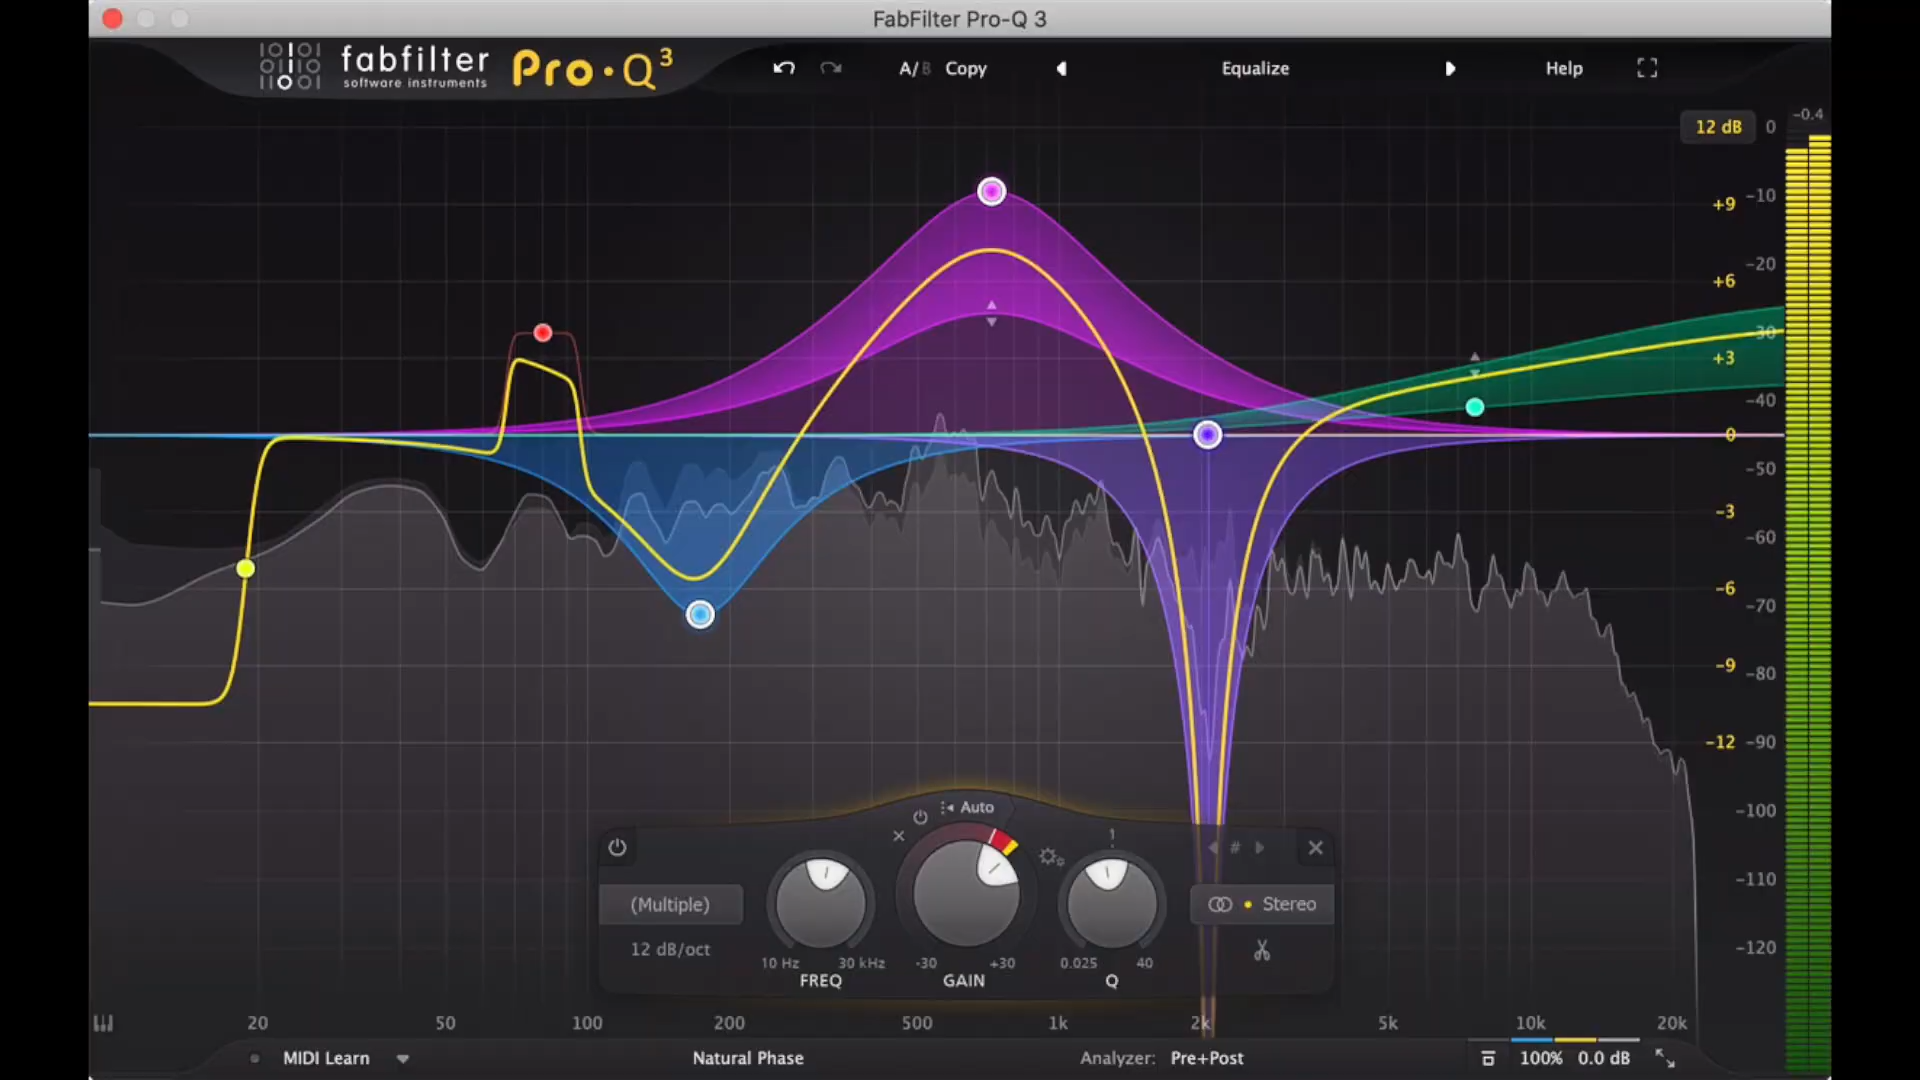 FabFilter Pro-Q 3
fabfilter
software instruments
Pro·Q 3
A/B Copy
Equalize
Help
12 dB
0
-0.4
+9
-10
+6
-20
+3
-30
0
-40
-3
-50
-6
-60
-9
-70
-12
-80
-90
-100
-110
-120
Auto
1
#
(Multiple)
12 dB/oct
10 Hz 30 kHz
FREQ
-30 +30
GAIN
0.025 40
Q
Stereo
20 50 100 200 500 1k 2k 5k 10k 20k
MIDI Learn
Natural Phase
Analyzer: Pre+Post
100% 0.0 dB